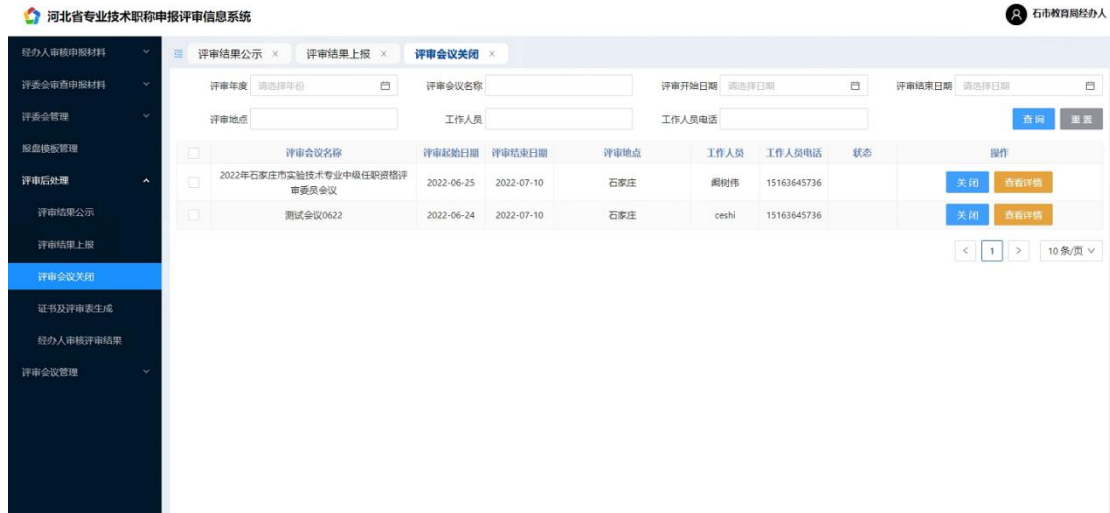 河北省专业技术职称申报评审信息系统
石市教育局经办人
经办人审核申报材料
评委会审查申报材料
评委会管理
报盘模板管理
评审后处理
评审结果公示
评审结果上报
评审会议关闭
证书及评审表生成
经办人审核评审结果
评审会议管理
评审结果公示 × 评审结果上报 × 评审会议关闭 ×
评审年度 请选择年份 评审会议名称 评审开始日期 请选择日期 评审结束日期 请选择日期
评审地点 工作人员 工作人员电话 查询 重置
评审会议名称 评审起始日期 评审结束日期 评审地点 工作人员 工作人员电话 状态 操作
2022年石家庄市实验技术专业中级任职资格评
审委员会议 2022-06-25 2022-07-10 石家庄 阚树伟 15163645736 关闭 查看详情
测试会议0622 2022-06-24 2022-07-10 石家庄 ceshi 15163645736 关闭 查看详情
< 1 > 10 条/页